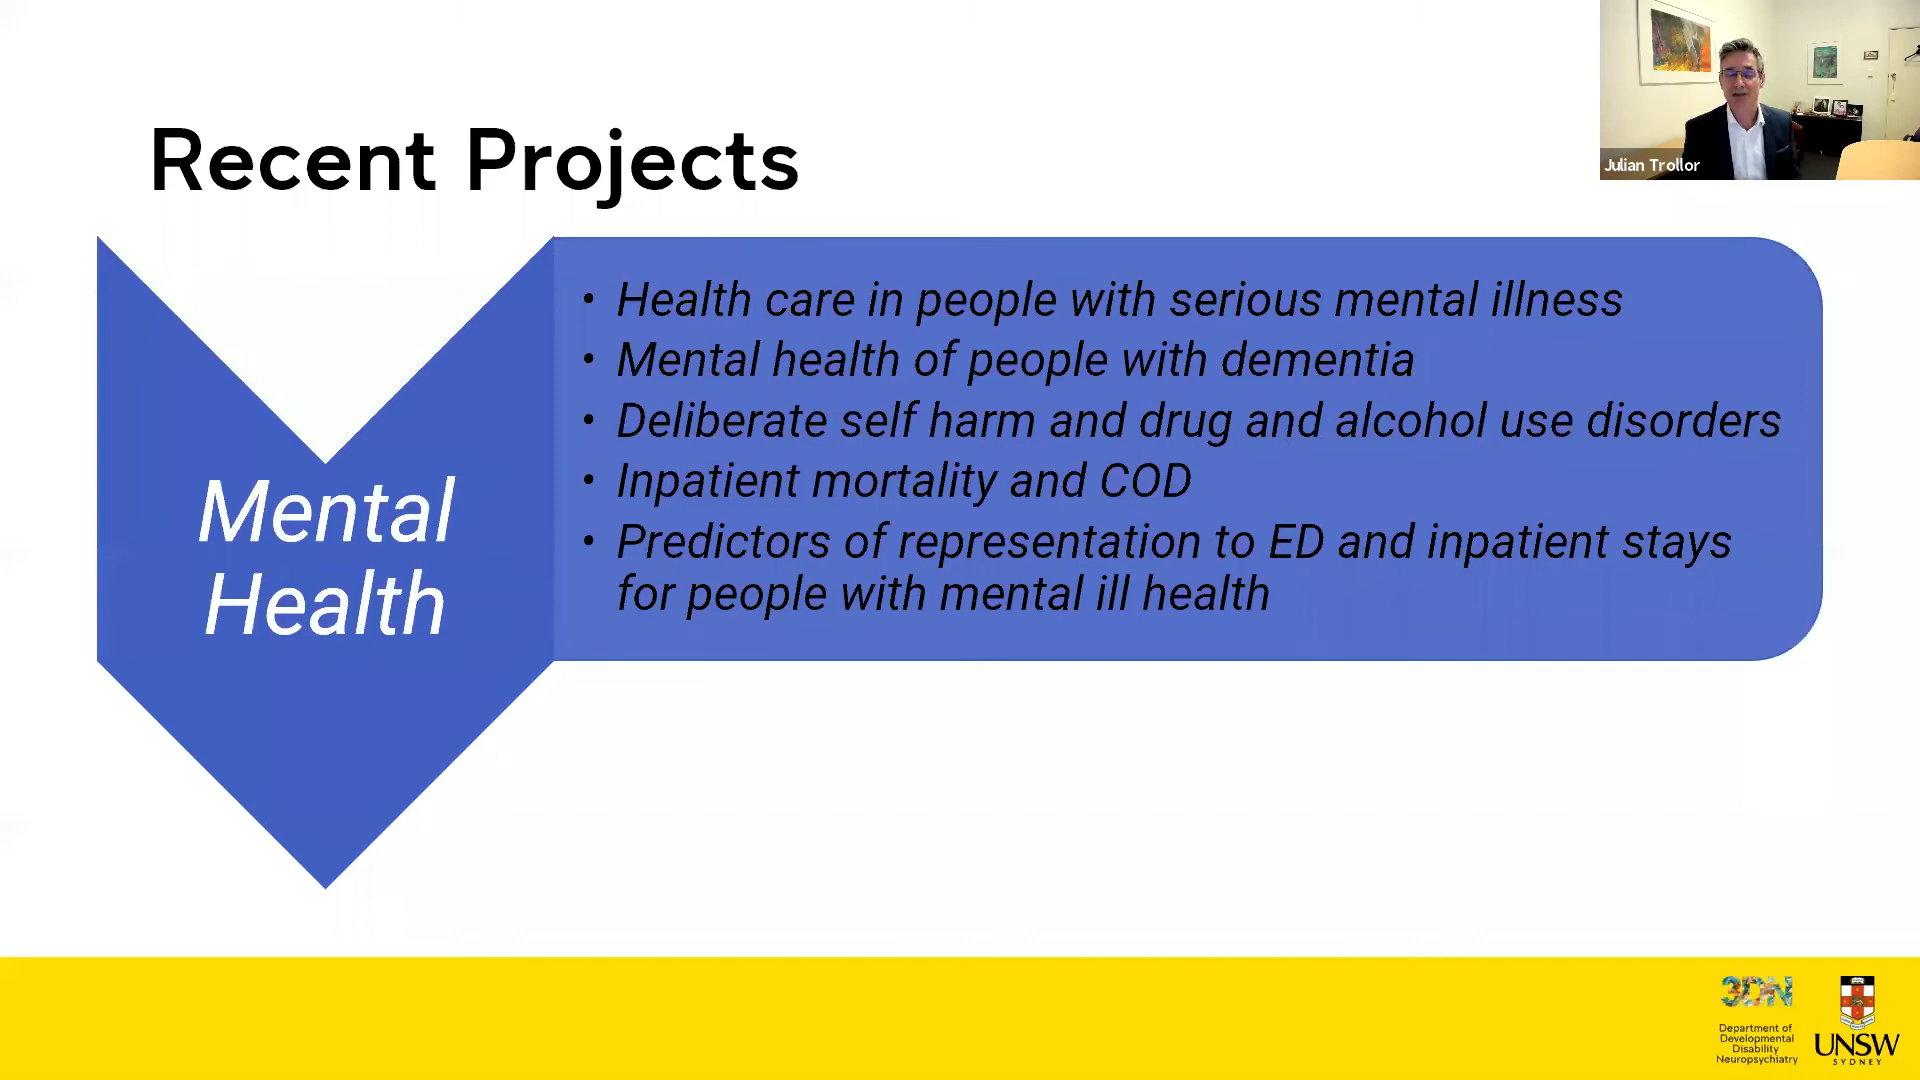 Recent Projects
Julian Trollor
Mental
Health
• Health care in people with serious mental illness
• Mental health of people with dementia
• Deliberate self harm and drug and alcohol use disorders
• Inpatient mortality and COD
• Predictors of representation to ED and inpatient stays
for people with mental ill health
3DN
Department of
Developmental
Disability
Neuropsychiatry
UNSW
SYDNEY